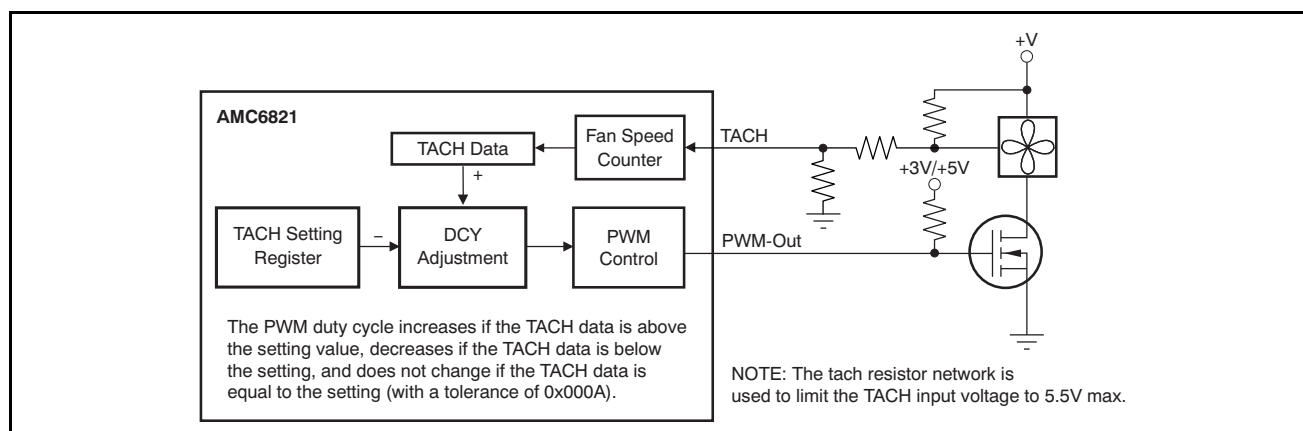 +V
AMC6821
TACH Data
Fan Speed
Counter
TACH
+
+3V/+5V
TACH Setting
Register
–
DCY
Adjustment
PWM
Control
PWM-Out
The PWM duty cycle increases if the TACH data is above
the setting value, decreases if the TACH data is below
the setting, and does not change if the TACH data is
equal to the setting (with a tolerance of 0x000A).
NOTE: The tach resistor network is
used to limit the TACH input voltage to 5.5V max.